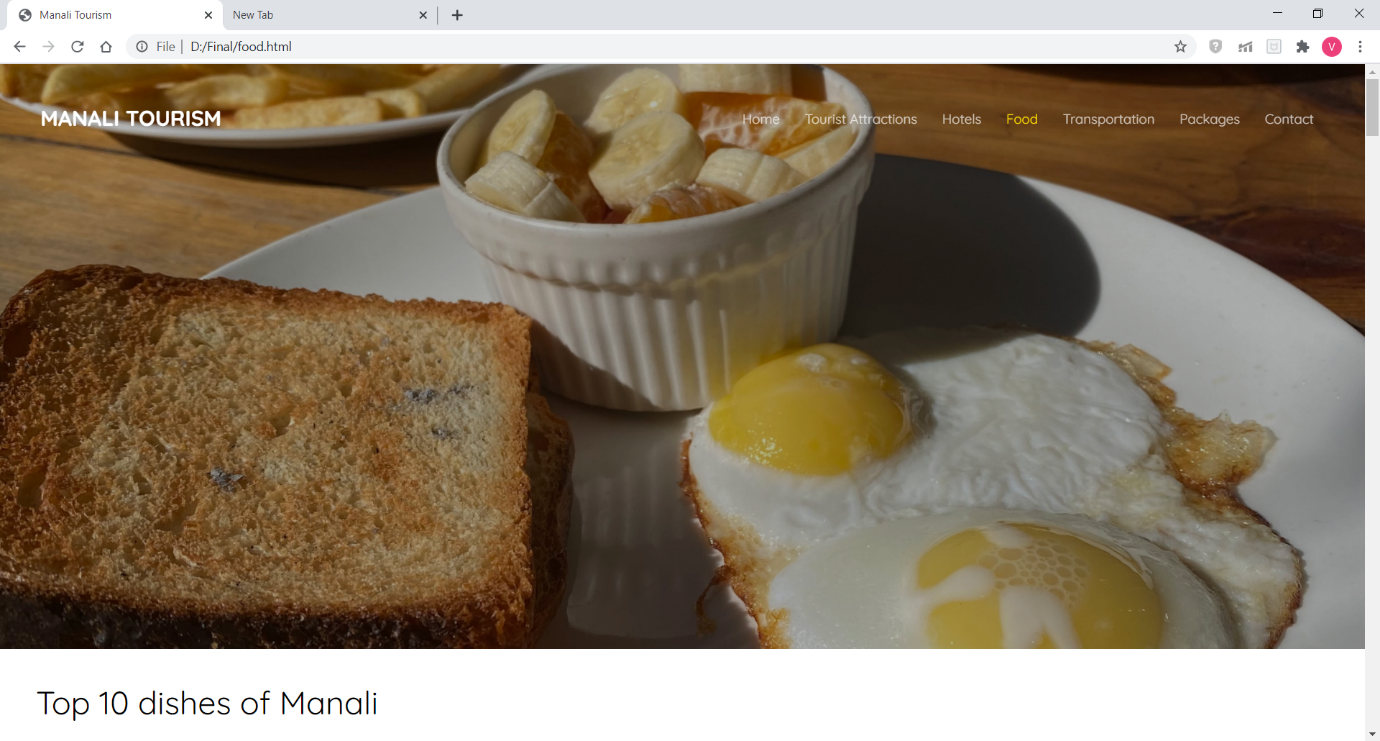 Manali Tourism
New Tab
File | D:/Final/food.html
V
MANALI TOURISM
Home Tourist Attractions Hotels Food Transportation Packages Contact
Top 10 dishes of Manali